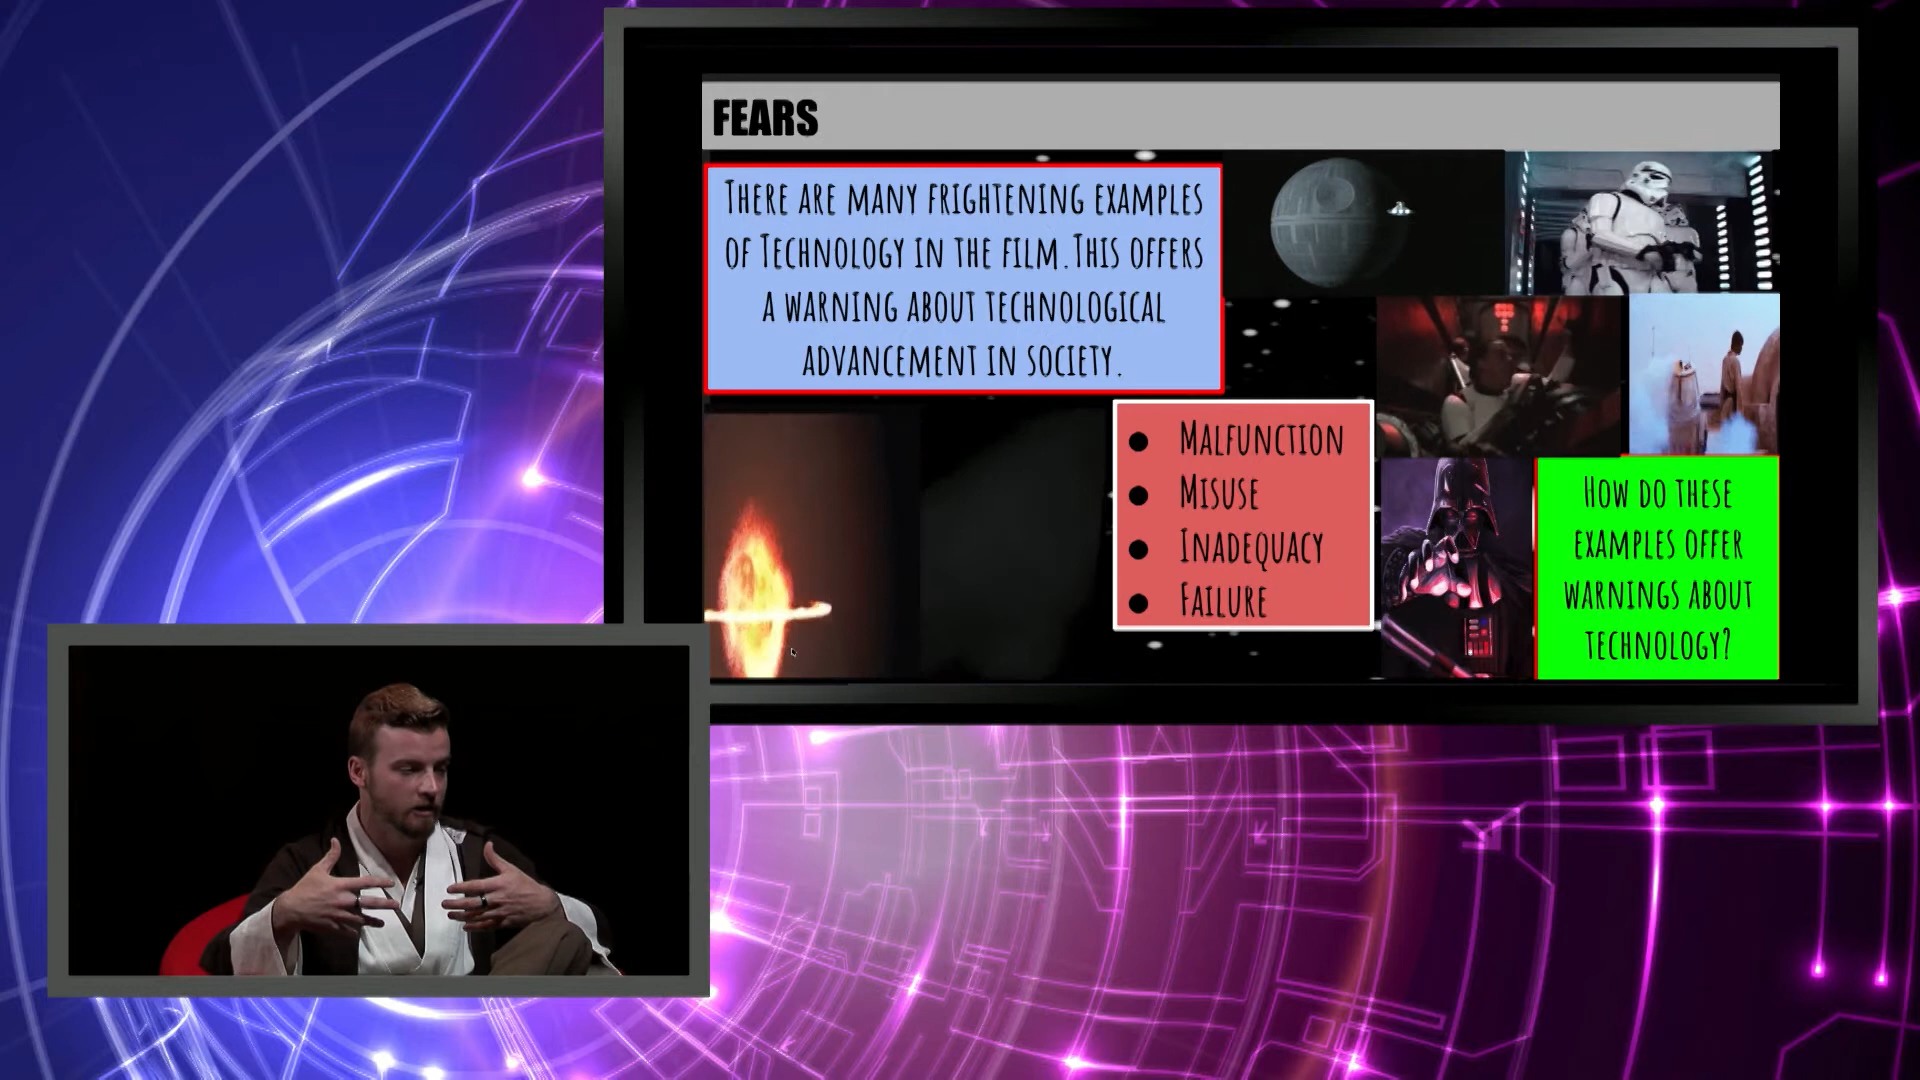 FEARS
THERE ARE MANY FRIGHTENING EXAMPLES
OF TECHNOLOGY IN THE FILM. THIS OFFERS
A WARNING ABOUT TECHNOLOGICAL
ADVANCEMENT IN SOCIETY.
● MALFUNCTION
● MISUSE
● INADEQUACY
● FAILURE
HOW DO THESE
EXAMPLES OFFER
WARNINGS ABOUT
TECHNOLOGY?